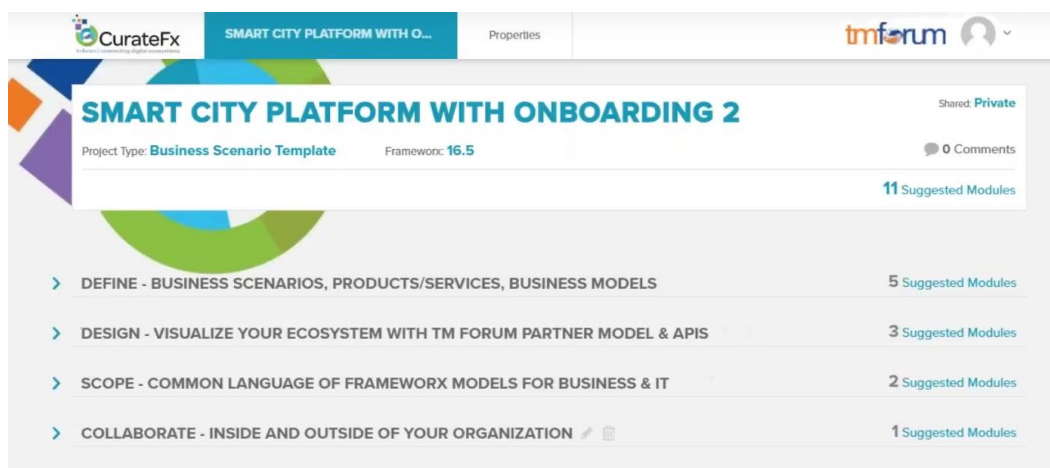 CurateFx
SMART CITY PLATFORM WITH O...
Properties
tmforum
SMART CITY PLATFORM WITH ONBOARDING 2
Shared: Private
Project Type: Business Scenario Template
Frameworx: 16.5
0 Comments
11 Suggested Modules
DEFINE - BUSINESS SCENARIOS, PRODUCTS/SERVICES, BUSINESS MODELS
5 Suggested Modules
DESIGN - VISUALIZE YOUR ECOSYSTEM WITH TM FORUM PARTNER MODEL & APIS
3 Suggested Modules
SCOPE - COMMON LANGUAGE OF FRAMEWORX MODELS FOR BUSINESS & IT
2 Suggested Modules
COLLABORATE - INSIDE AND OUTSIDE OF YOUR ORGANIZATION
1 Suggested Modules